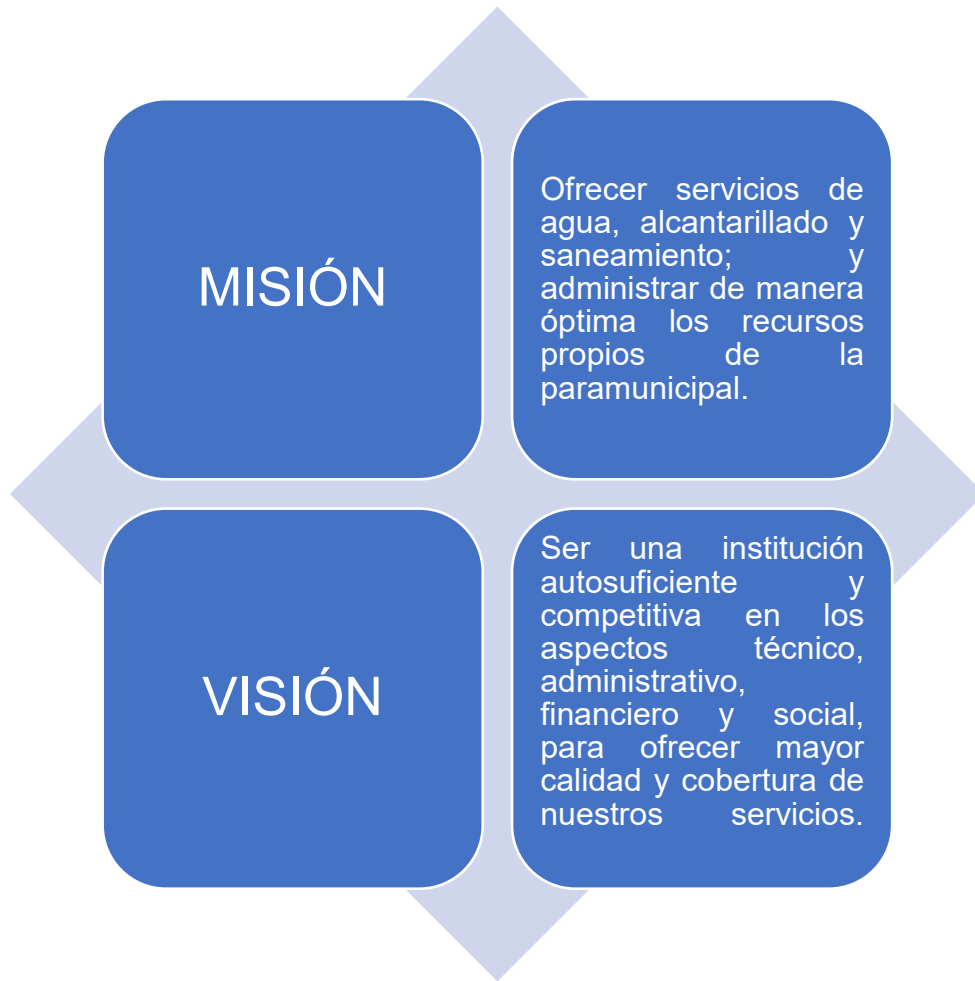 MISIÓN
Ofrecer servicios de
agua, alcantarillado y
saneamiento; y
administrar de manera
óptima los recursos
propios de la
paramunicipal.
VISIÓN
Ser una institución
autosuficiente y
competitiva en los
aspectos técnico,
administrativo,
financiero y social,
para ofrecer mayor
calidad y cobertura de
nuestros servicios.